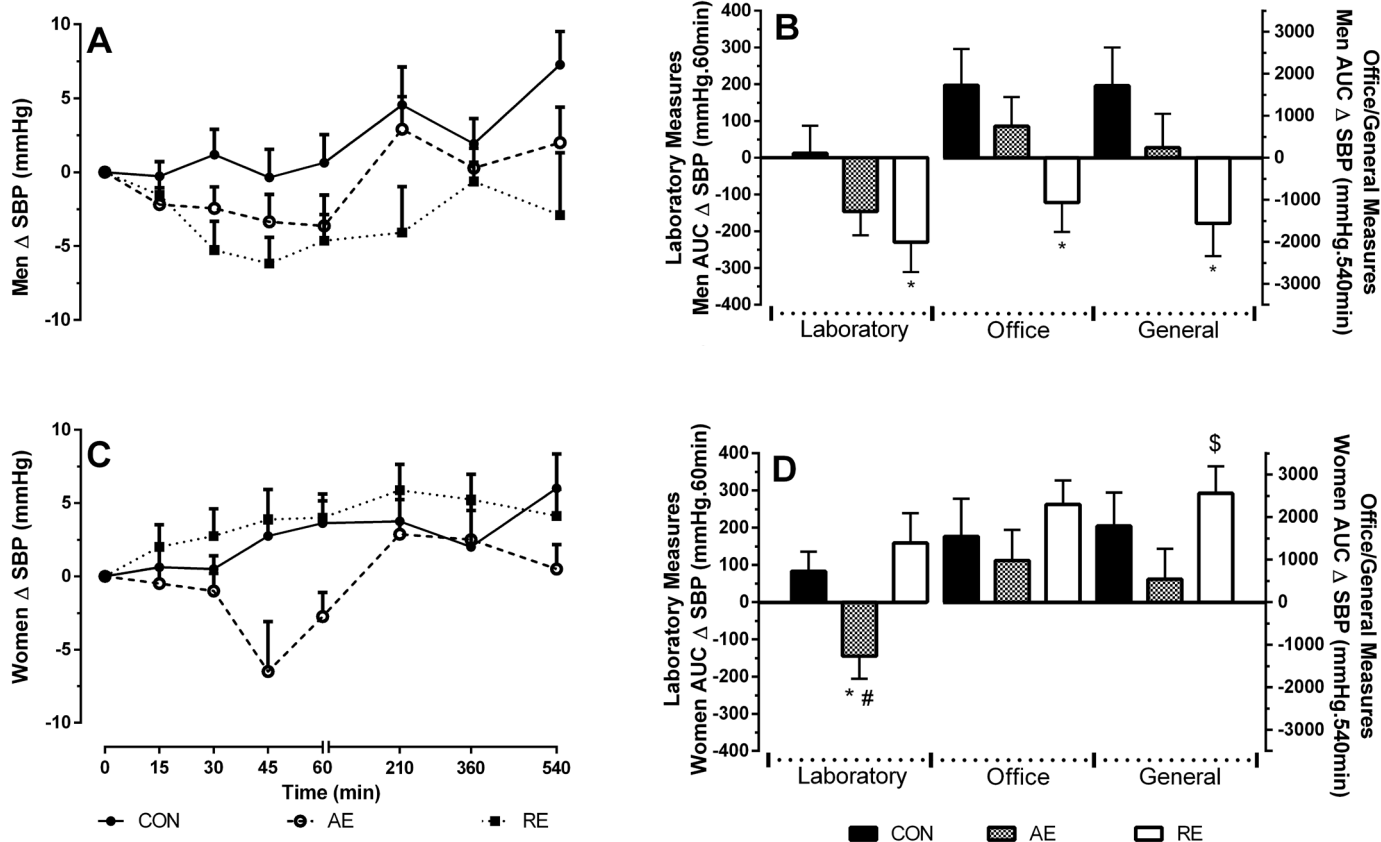 A
Men Δ SBP (mmHg)
10
5
0
-5
-10
B
Laboratory Measures
Men AUC Δ SBP (mmHg.60min)
400
300
200
100
0
-100
-200
-300
-400
3000
2000
1000
0
-1000
-2000
-3000
Office/General Measures
Men AUC Δ SBP (mmHg.540min)
*
*
*
Laboratory
Office
General
C
Women Δ SBP (mmHg)
10
5
0
-5
-10
0
15
30
45
60
210
360
540
Time (min)
CON
AE
RE
D
Laboratory Measures
Women AUC Δ SBP (mmHg.60min)
400
300
200
100
0
-100
-200
-300
-400
3000
2000
1000
0
-1000
-2000
-3000
Office/General Measures
Women AUC Δ SBP (mmHg.540min)
$
* #
Laboratory
Office
General
CON
AE
RE